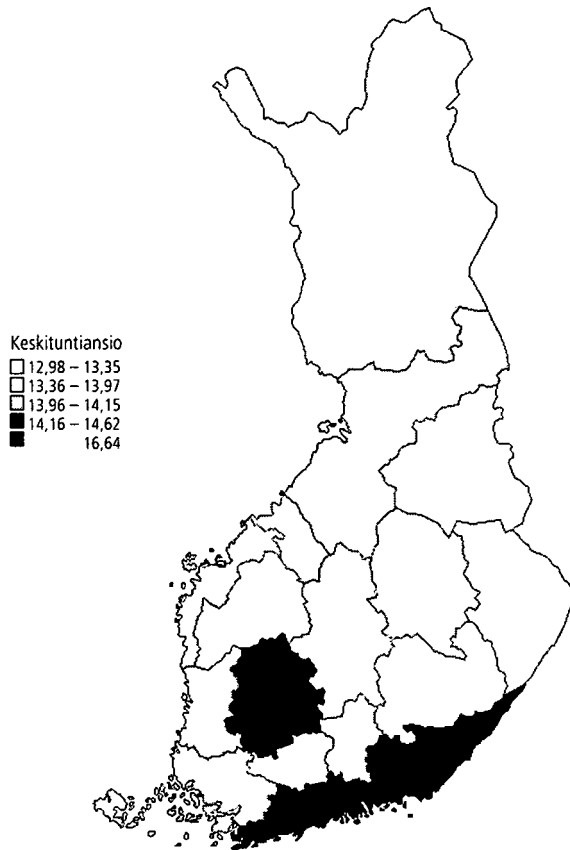 Keskituntiansio
12,98 – 13,35
13,36 – 13,97
13,96 – 14,15
14,16 – 14,62
16,64